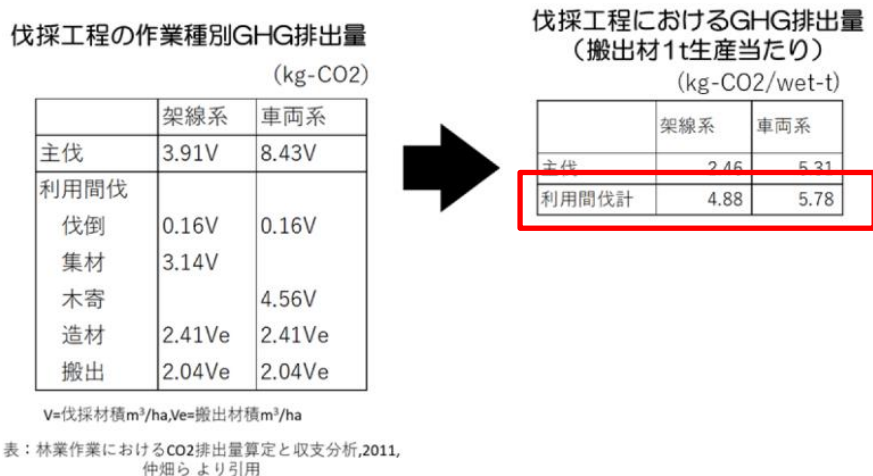 伐採工程の作業種別GHG排出量
(kg-CO2)
架線系 車両系
主伐 3.91V 8.43V
利用間伐
伐倒 0.16V 0.16V
集材 3.14V
木寄 4.56V
造材 2.41Ve 2.41Ve
搬出 2.04Ve 2.04Ve
V=伐採材積m³/ha,Ve=搬出材積m³/ha
表：林業作業におけるCO2排出量算定と収支分析,2011,
仲畑ら より引用
伐採工程におけるGHG排出量
（搬出材1t生産当たり）
(kg-CO2/wet-t)
架線系 車両系
主伐 2.46 5.31
利用間伐計 4.88 5.78